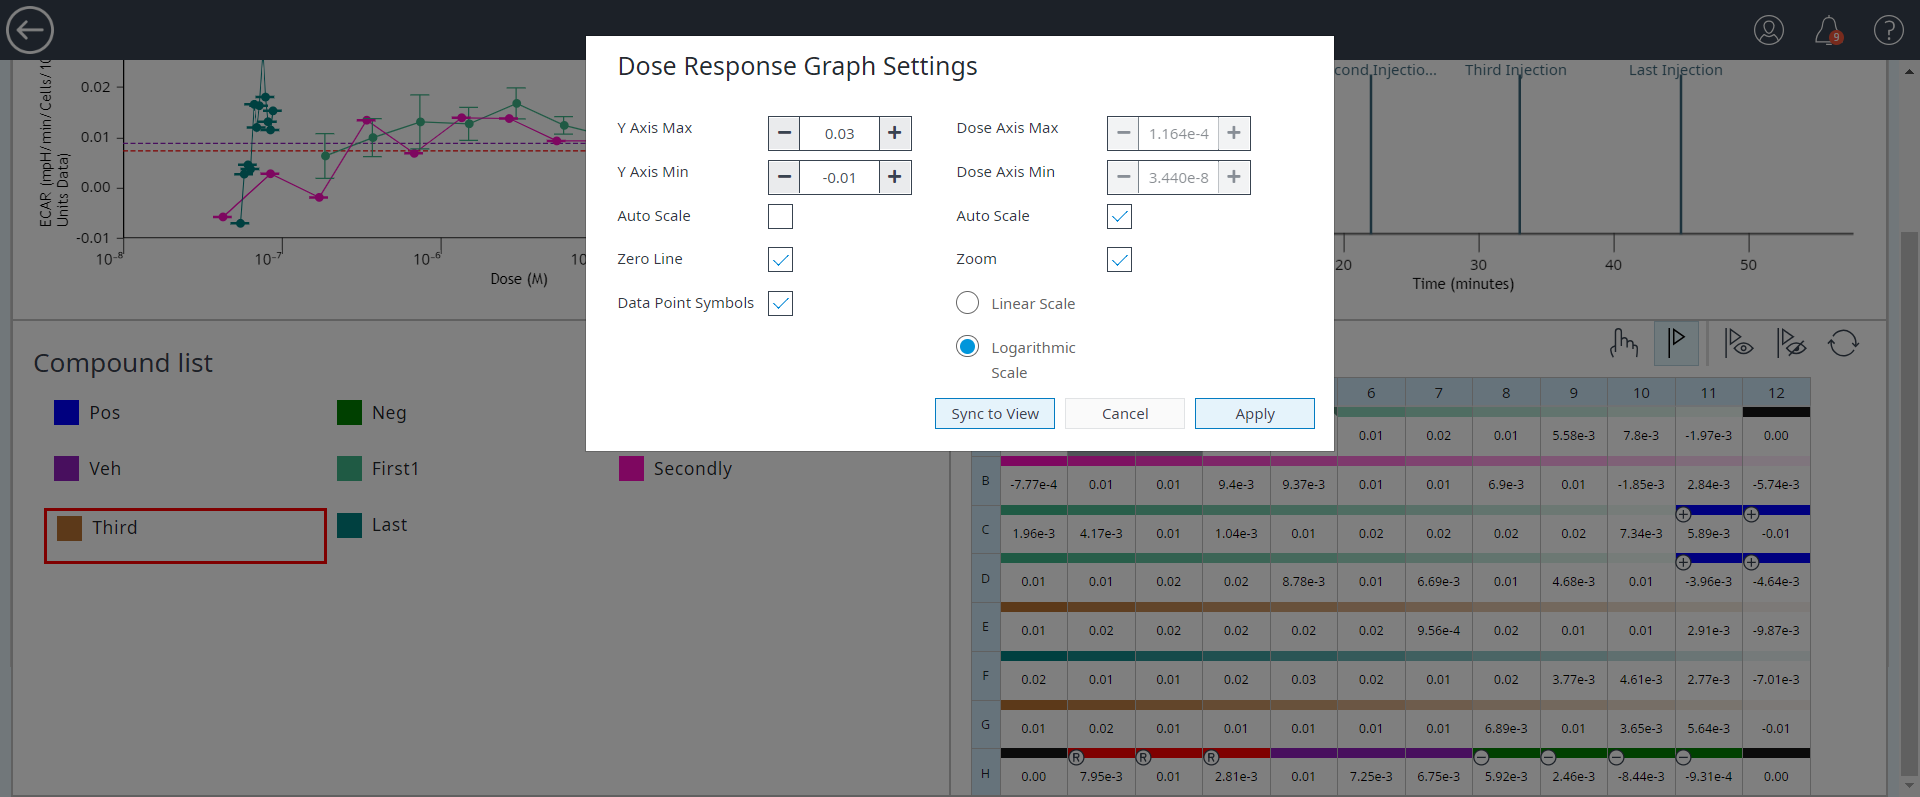 9
?
Dose Response Graph Settings
Y Axis Max
0.03
Dose Axis Max
1.164e-4
Y Axis Min
-0.01
Dose Axis Min
3.440e-8
Auto Scale
Auto Scale
Zero Line
Zoom
Data Point Symbols
Linear Scale
Logarithmic
Scale
Sync to View
Cancel
Apply
ECAR (mpH/min/Cells/10
Units Data)
0.02
0.01
0.00
-0.01
10⁻⁸
10⁻⁷
10⁻⁶
10
Dose (M)
cond Injectio...
Third Injection
Last Injection
20
30
40
50
Time (minutes)
Compound list
Pos
Neg
Veh
First1
Secondly
Third
Last
6 7 8 9 10 11 12
0.01 0.02 0.01 5.58e-3 7.8e-3 -1.97e-3 0.00
B -7.77e-4 0.01 0.01 9.4e-3 9.37e-3 0.01 0.01 6.9e-3 0.01 -1.85e-3 2.84e-3 -5.74e-3
C 1.96e-3 4.17e-3 0.01 1.04e-3 0.01 0.02 0.02 0.02 0.02 7.34e-3 5.89e-3 -0.01
D 0.01 0.01 0.02 0.02 8.78e-3 0.01 6.69e-3 0.01 4.68e-3 0.01 -3.96e-3 -4.64e-3
E 0.01 0.02 0.02 0.02 0.02 0.02 9.56e-4 0.02 0.01 0.01 2.91e-3 -9.87e-3
F 0.02 0.01 0.01 0.02 0.03 0.02 0.01 0.02 3.77e-3 4.61e-3 2.77e-3 -7.01e-3
G 0.01 0.02 0.01 0.01 0.01 0.01 0.01 6.89e-3 0.01 3.65e-3 5.64e-3 -0.01
R R R
H 0.00 7.95e-3 0.01 2.81e-3 0.01 7.25e-3 6.75e-3 5.92e-3 2.46e-3 -8.44e-3 -9.31e-4 0.00